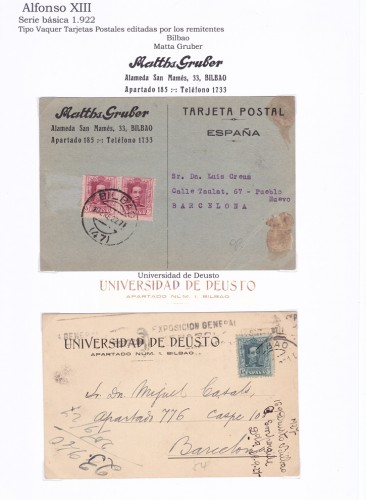 Alfonso XIII
Serie básica 1.922
Tipo Vaquer Tarjetas Postales editadas por los remitentes
Bilbao
Matta Gruber
Matths Gruber
Alameda San Mamés, 33, BILBAO
Apartado 185 :-: Teléfono 1733
Matths Gruber
Alameda San Mamés, 33, BILBAO
Apartado 185 :-: Teléfono 1733
TARJETA POSTAL
ESPAÑA
BILBAO
(47)
Sr. Dn. Luis Creus
Calle Taulat, 67 - Pueblo
Nuevo
BARCELONA
Universidad de Deusto
UNIVERSIDAD DE DEUSTO
APARTADO NÚM. 1. BILBAO
EXPOSICION GENERAL
UNIVERSIDAD DE DEUSTO
APARTADO NÚM. 1. BILBAO
Sr. Dn. Miguel Casals
Apartado 776 Caspe 105
Barcelona